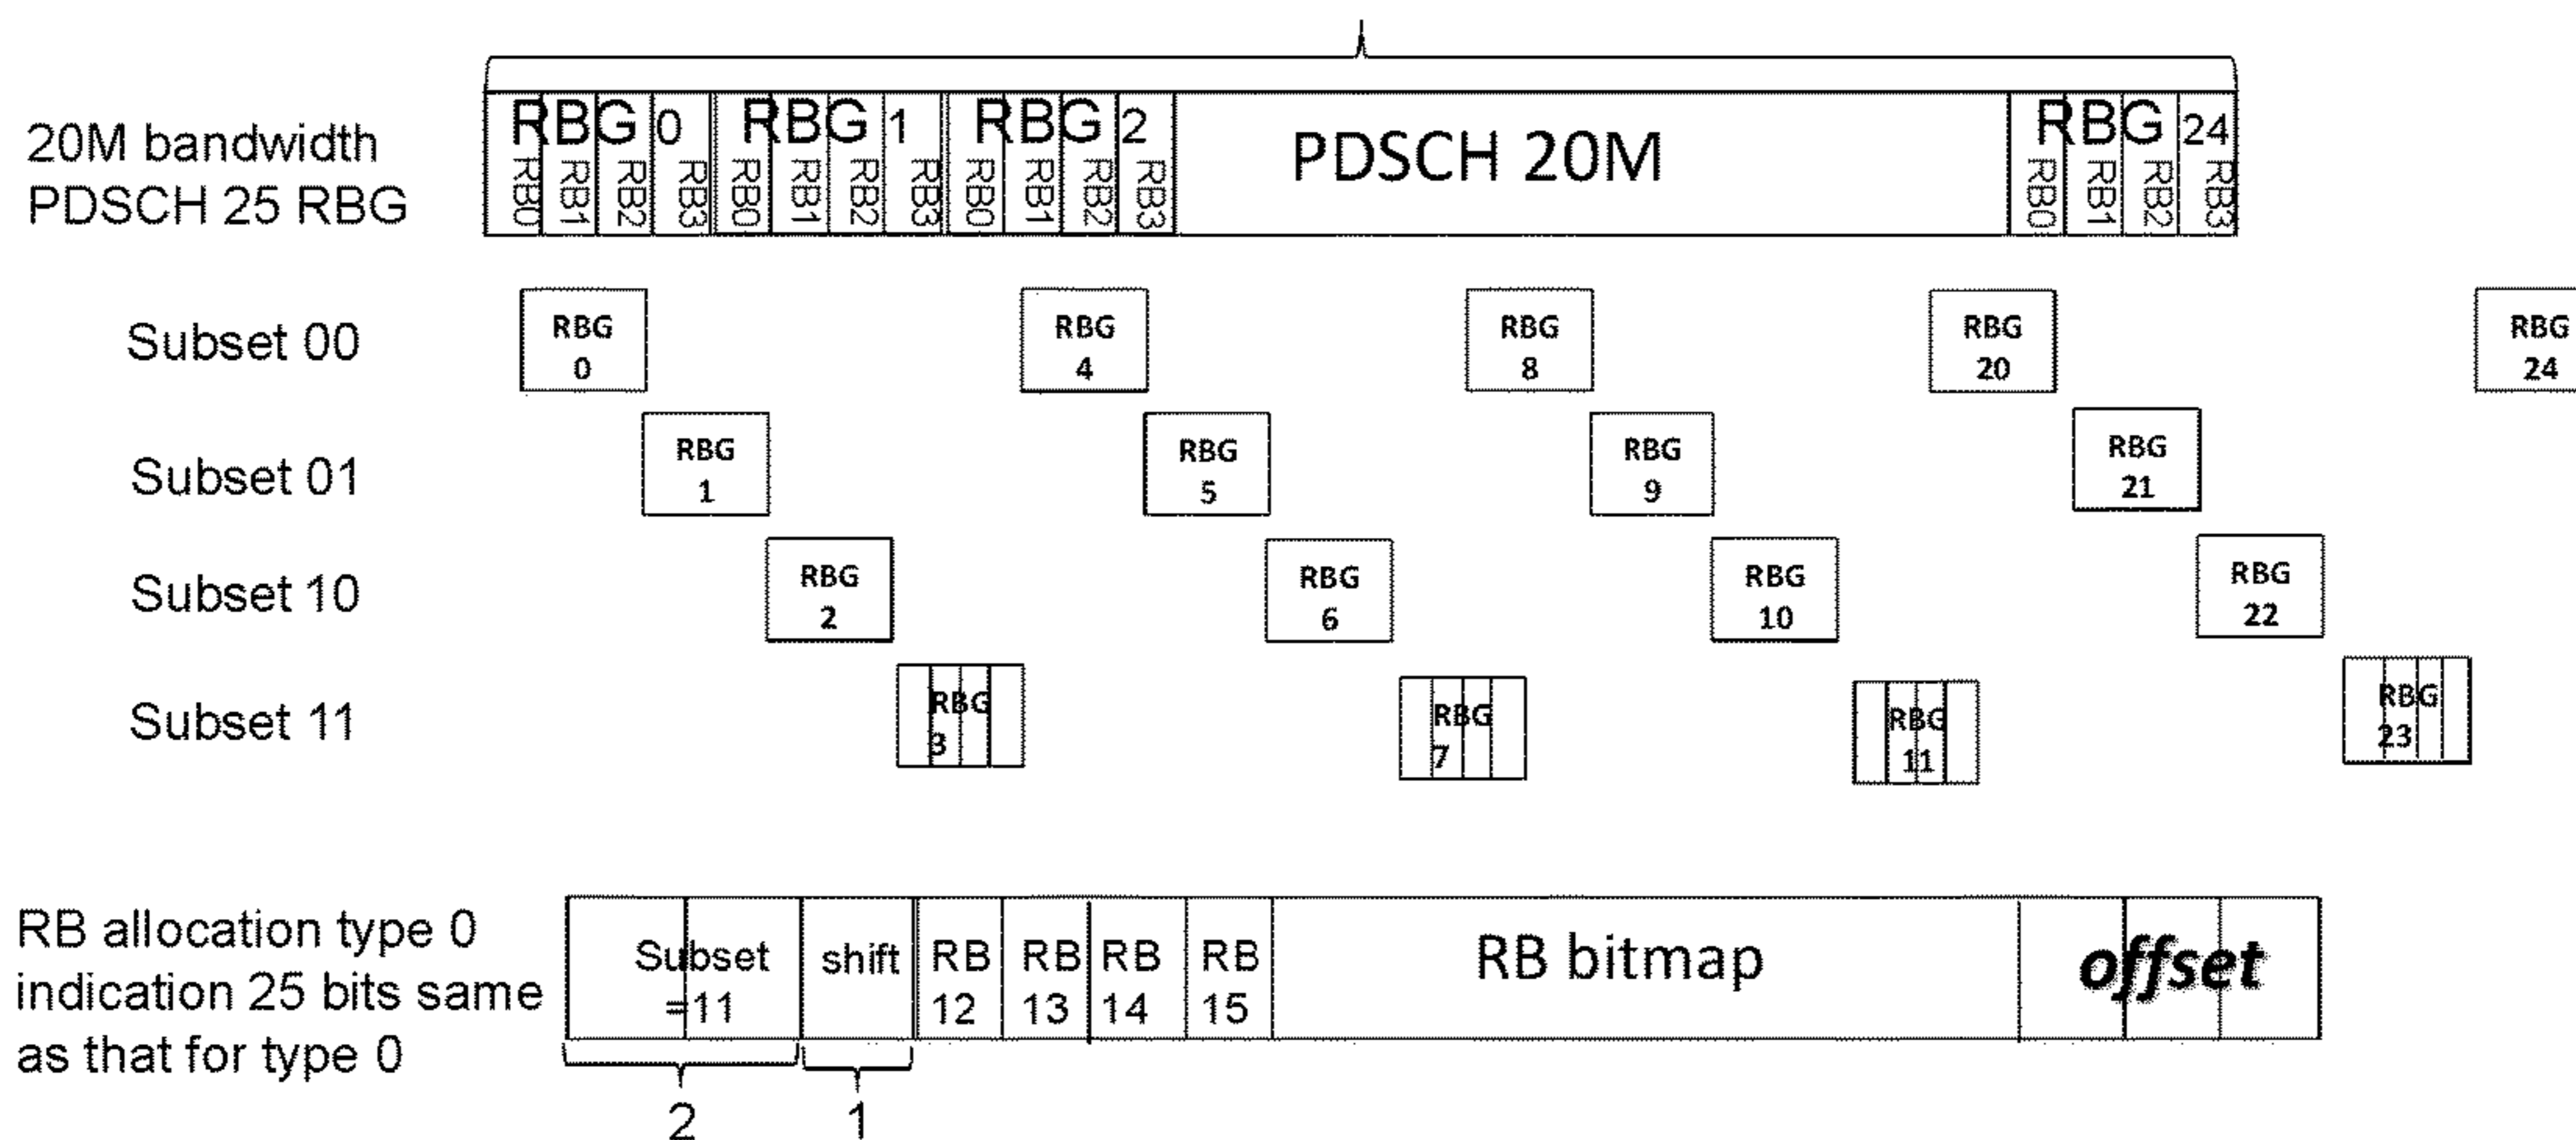 20M bandwidth
PDSCH 25 RBG
RBG 0 RBG 1 RBG 2 PDSCH 20M RBG 24
RB0 RB1 RB2 RB3 RB0 RB1 RB2 RB3 RB0 RB1 RB2 RB3 RB0 RB1 RB2 RB3
Subset 00
RBG RBG RBG RBG RBG
0 4 8 20 24
Subset 01
RBG RBG RBG RBG
1 5 9 21
Subset 10
RBG RBG RBG RBG
2 6 10 22
Subset 11
RBG RBG RBG RBG
3 7 11 23
RB allocation type 0
indication 25 bits same
as that for type 0
Subset shift RB RB RB RB RB bitmap offset
=11 12 13 14 15
2 1